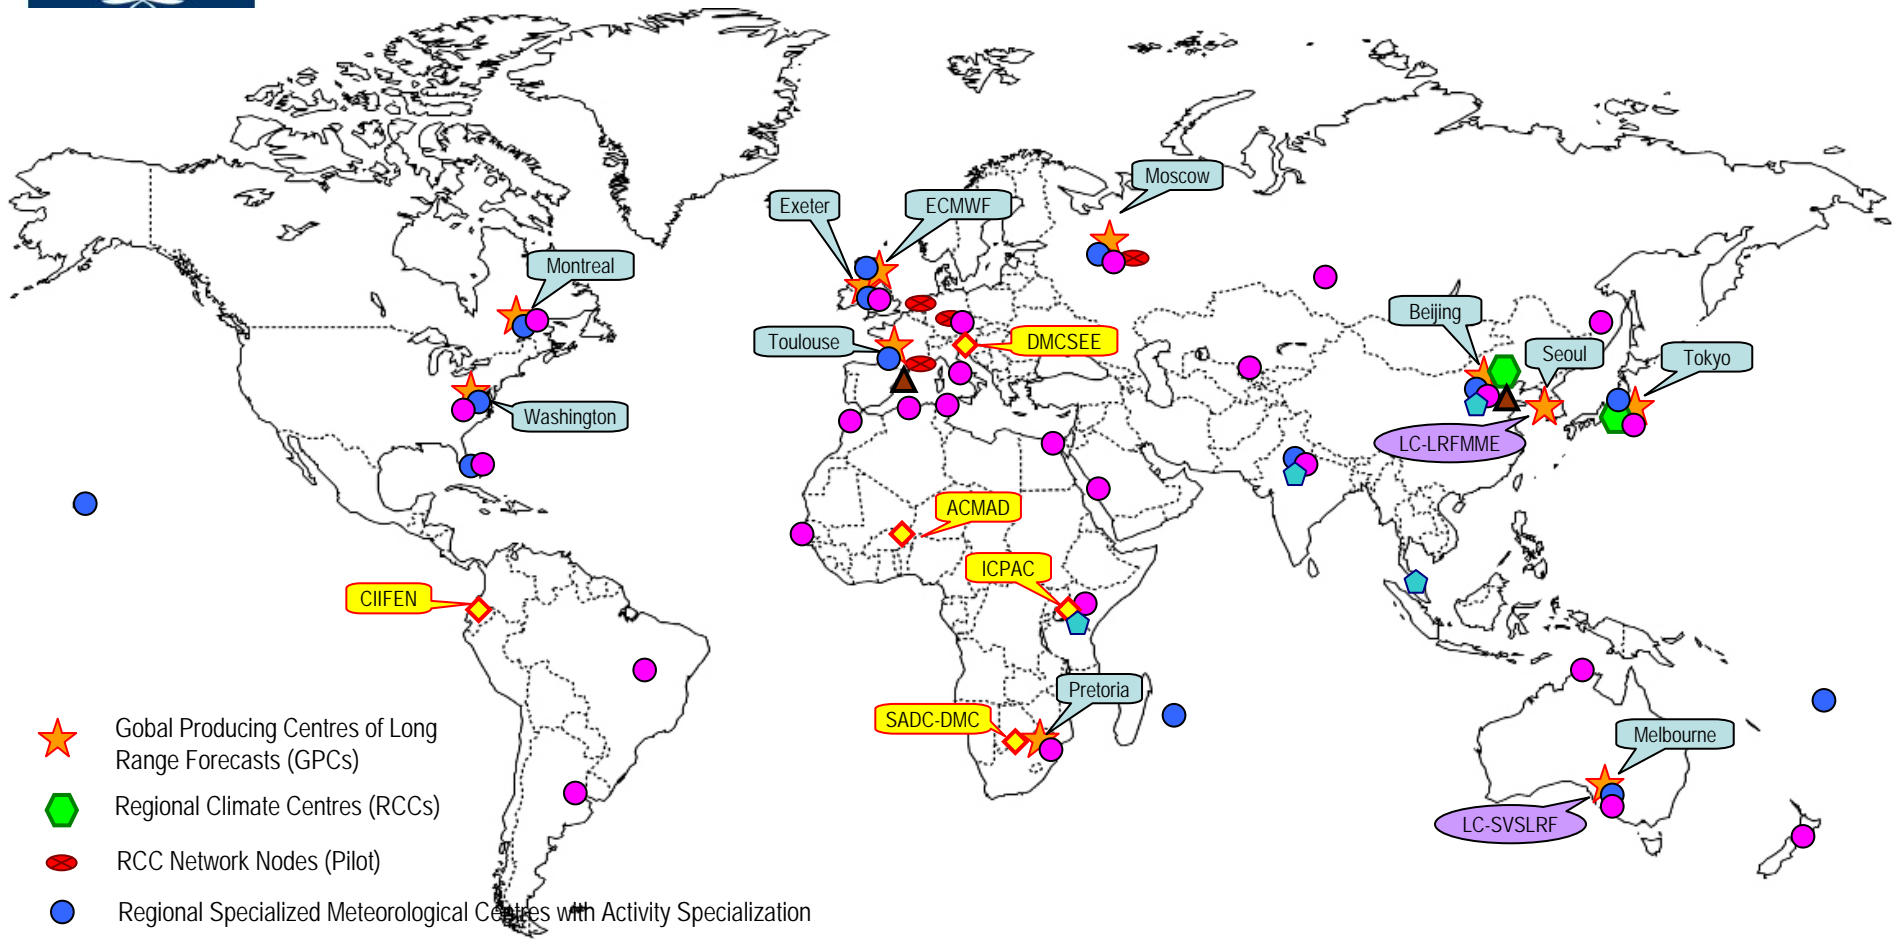 Moscow
Exeter
ECMWF
Montreal
Beijing
Seoul
Tokyo
Toulouse
DMCSEE
Washington
LC-LRFMME
ACMAD
ICPAC
CIIFEN
Pretoria
SADC-DMC
Melbourne
LC-SVSLRF
Gobal Producing Centres of Long
Range Forecasts (GPCs)
Regional Climate Centres (RCCs)
RCC Network Nodes (Pilot)
Regional Specialized Meteorological Centres with Activity Specialization